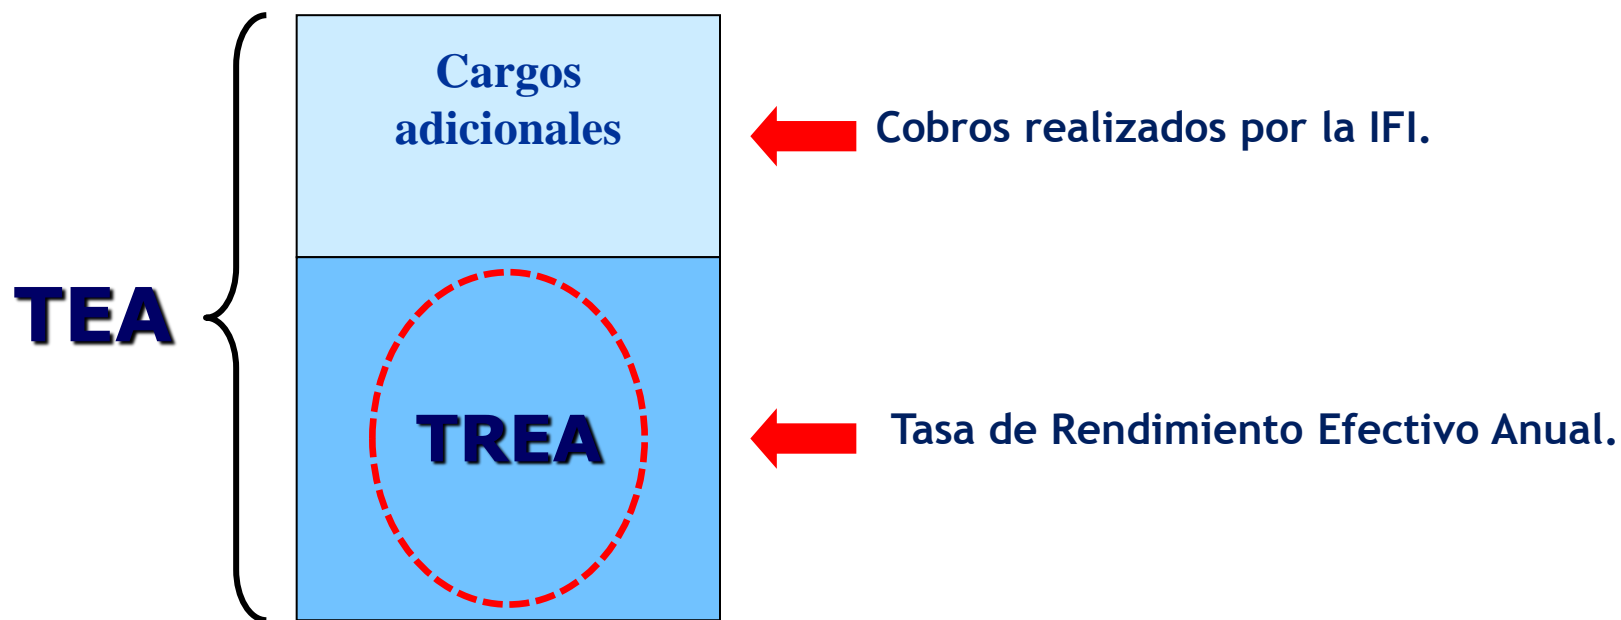 Cargos
adicionales
Cobros realizados por la IFI.
TEA
TREA
Tasa de Rendimiento Efectivo Anual.